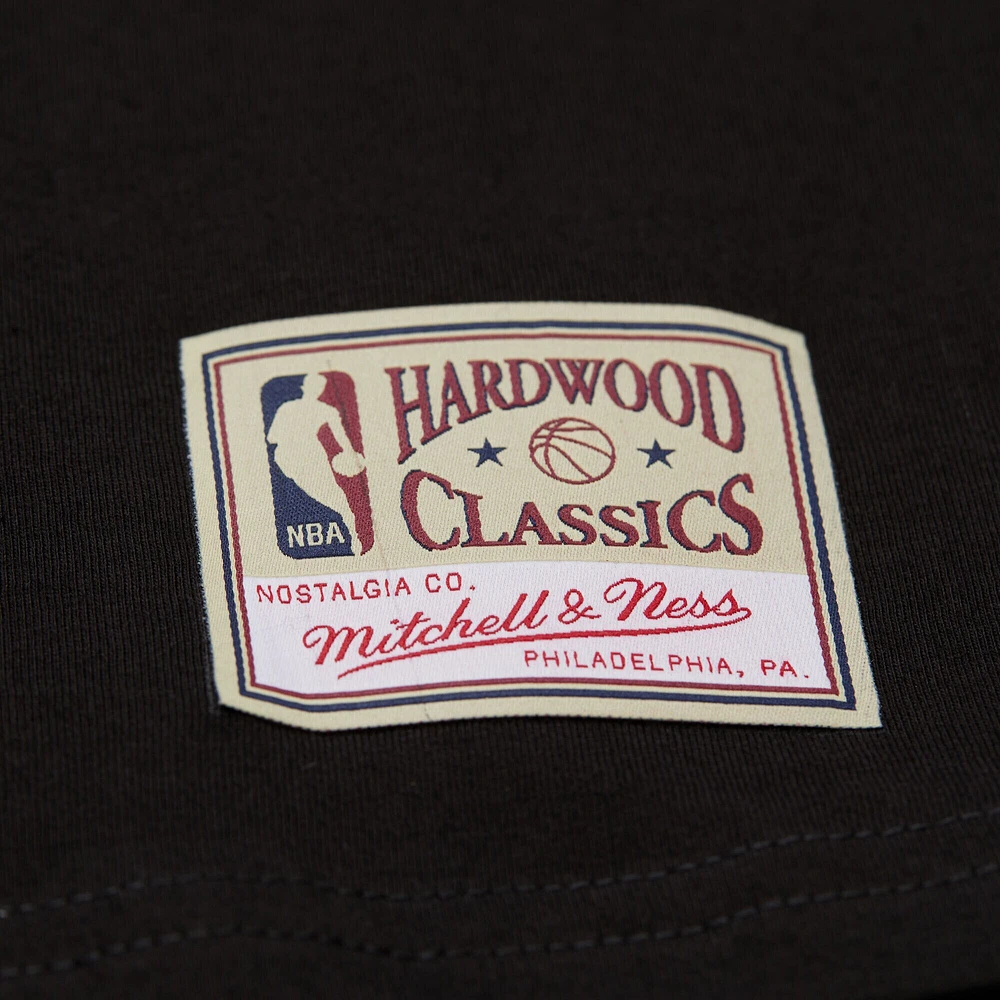 HARDWOOD
CLASSICS
NBA
NOSTALGIA CO.
Mitchell & Ness
PHILADELPHIA, PA.